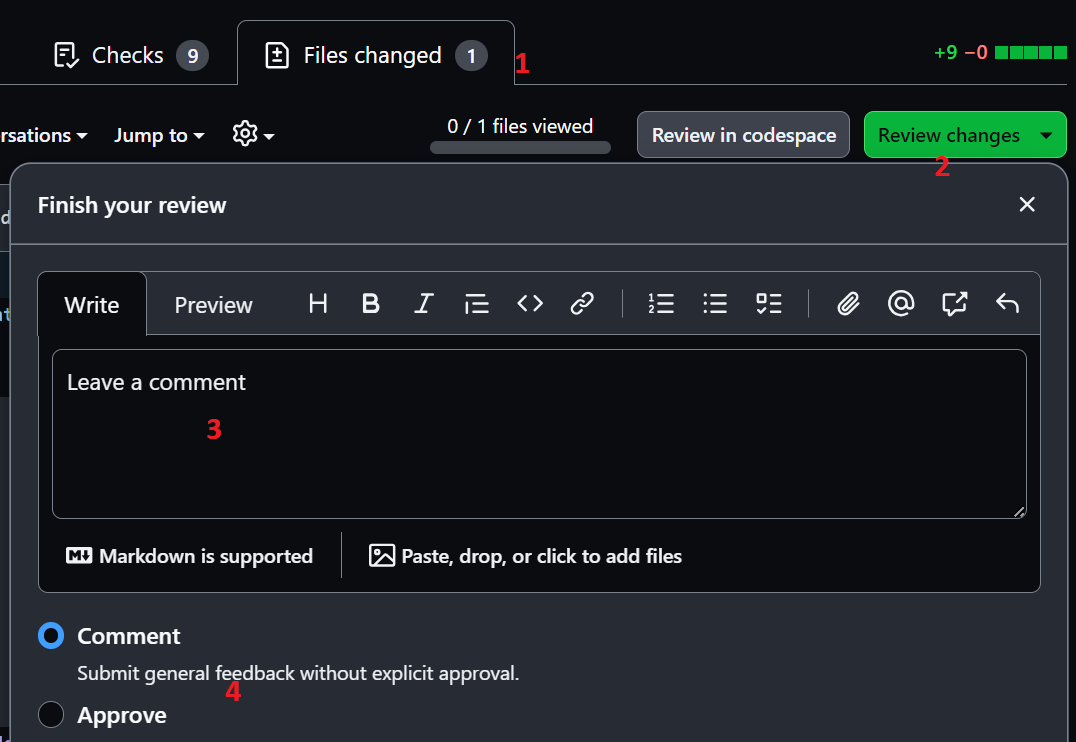 Checks 9 Files changed 1 1 +9 −0
rsations Jump to 0 / 1 files viewed Review in codespace Review changes
2
Finish your review
Write Preview H B I
Leave a comment
3
Markdown is supported Paste, drop, or click to add files
Comment
Submit general feedback without explicit approval.
4
Approve